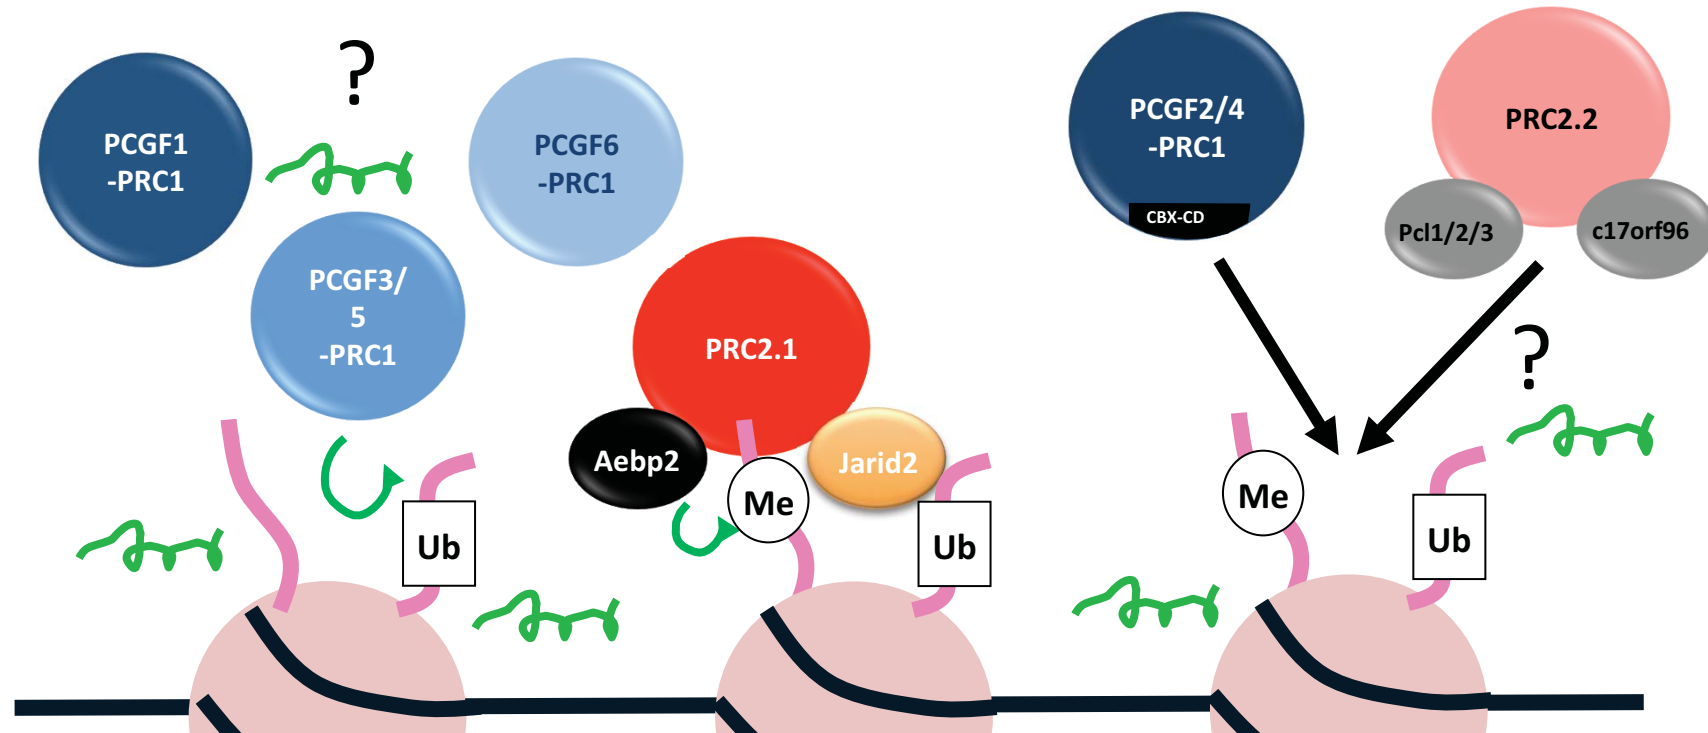 ?
PCGF1
-PRC1
PCGF6
-PRC1
PCGF3/
5
-PRC1
PRC2.1
Aebp2
Jarid2
Me
Ub
Ub
PCGF2/4
-PRC1
CBX-CD
PRC2.2
Pcl1/2/3
c17orf96
?
Me
Ub